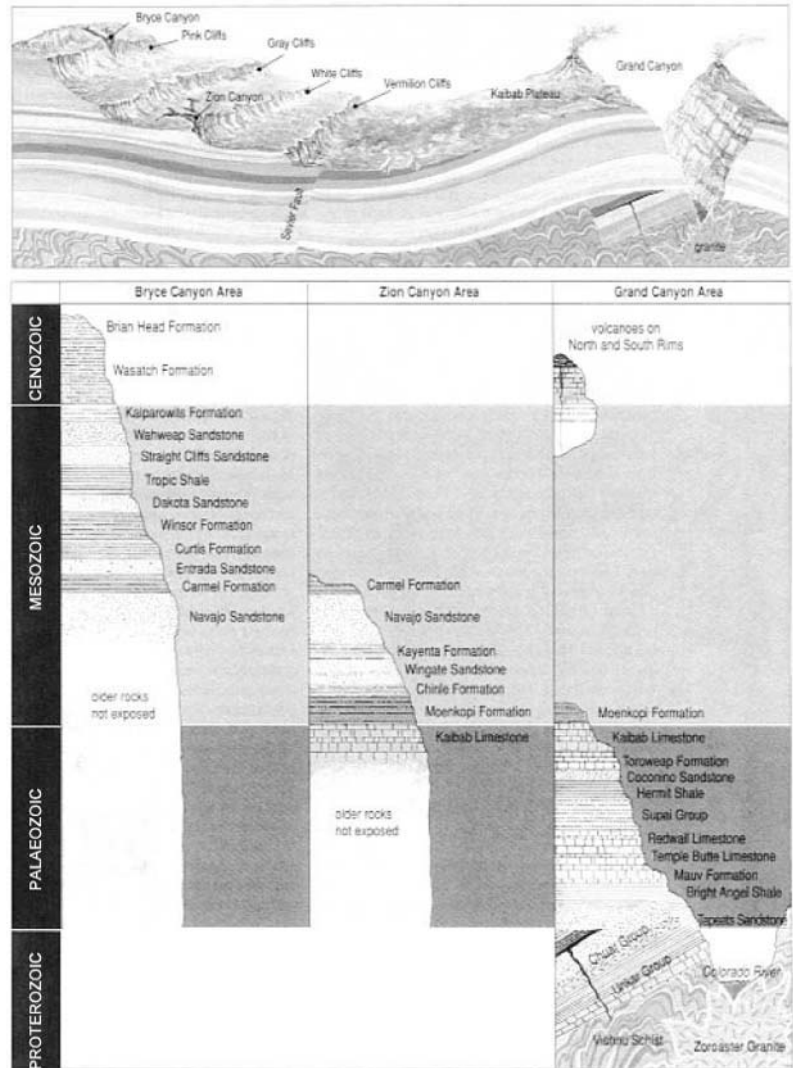 Bryce Canyon
Pink Cliffs
Gray Cliffs
White Cliffs
Zion Canyon
Vermilion Cliffs
Kaibab Plateau
Grand Canyon
Sevier Fault
granite
Bryce Canyon Area
Zion Canyon Area
Grand Canyon Area
CENOZOIC
MESOZOIC
PALAEOZOIC
PROTEROZOIC
Brian Head Formation
Wasatch Formation
Kaiparowits Formation
Wahweap Sandstone
Straight Cliffs Sandstone
Tropic Shale
Dakota Sandstone
Winsor Formation
Curtis Formation
Entrada Sandstone
Carmel Formation
Navajo Sandstone
older rocks
not exposed
Carmel Formation
Navajo Sandstone
Kayenta Formation
Wingate Sandstone
Chinle Formation
Moenkopi Formation
Kaibab Limestone
older rocks
not exposed
volcanoes on
North and South Rims
Moenkopi Formation
Kaibab Limestone
Toroweap Formation
Coconino Sandstone
Hermit Shale
Supai Group
Redwall Limestone
Temple Butte Limestone
Mauv Formation
Bright Angel Shale
Tapeats Sandstone
Chuar Group
Unkar Group
Colorado River
Vishnu Schist
Zoroaster Granite